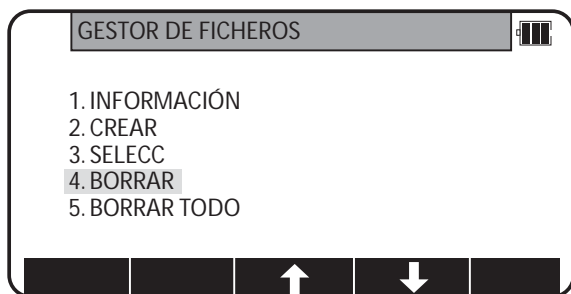 GESTOR DE FICHEROS
1. INFORMACIÓN
2. CREAR
3. SELECC
4. BORRAR
5. BORRAR TODO